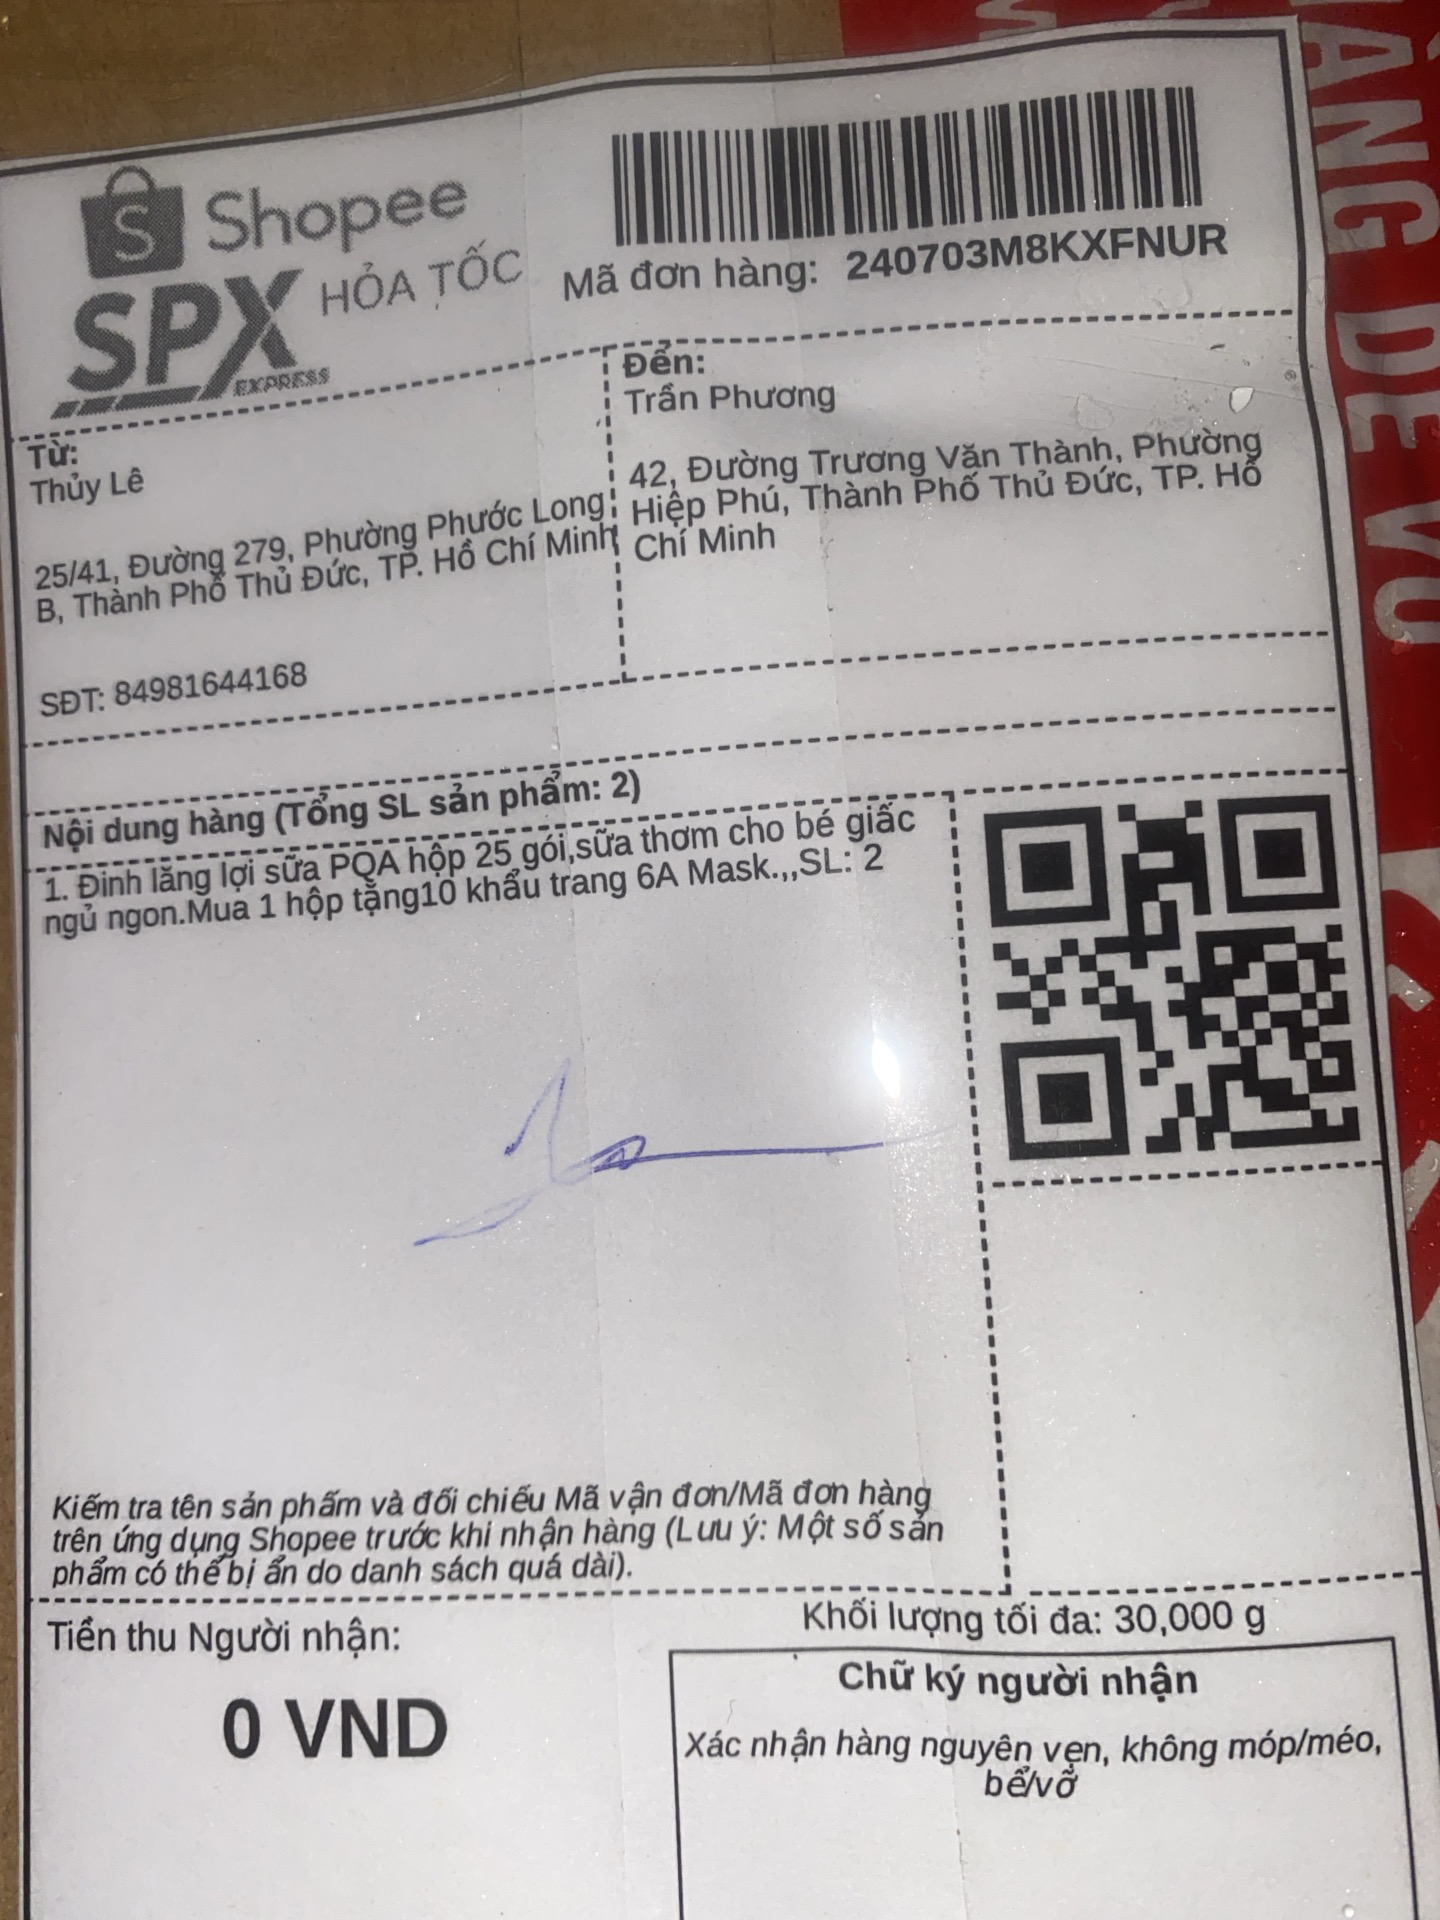 Shopee
SPX HỎA TỐC
EXPRESS
Mã đơn hàng: 240703M8KXFNUR
Từ:
Thủy Lê
25/41, Đường 279, Phường Phước Long
B, Thành Phố Thủ Đức, TP. Hồ Chí Minh
SĐT: 84981644168
Đến:
Trần Phương
42, Đường Trương Văn Thành, Phường
Hiệp Phú, Thành Phố Thủ Đức, TP. Hồ
Chí Minh
Nội dung hàng (Tổng SL sản phẩm: 2)
1. Đinh lăng lợi sữa PQA hộp 25 gói,sữa thơm cho bé giấc
ngủ ngon.Mua 1 hộp tặng10 khẩu trang 6A Mask.,,SL: 2
Kiểm tra tên sản phẩm và đối chiếu Mã vận đơn/Mã đơn hàng
trên ứng dụng Shopee trước khi nhận hàng (Lưu ý: Một số sản
phẩm có thể bị ẩn do danh sách quá dài).
Tiền thu Người nhận:
0 VND
Khối lượng tối đa: 30,000 g
Chữ ký người nhận
Xác nhận hàng nguyên vẹn, không móp/méo,
bể/vỡ
HÀNG DỄ VỠ